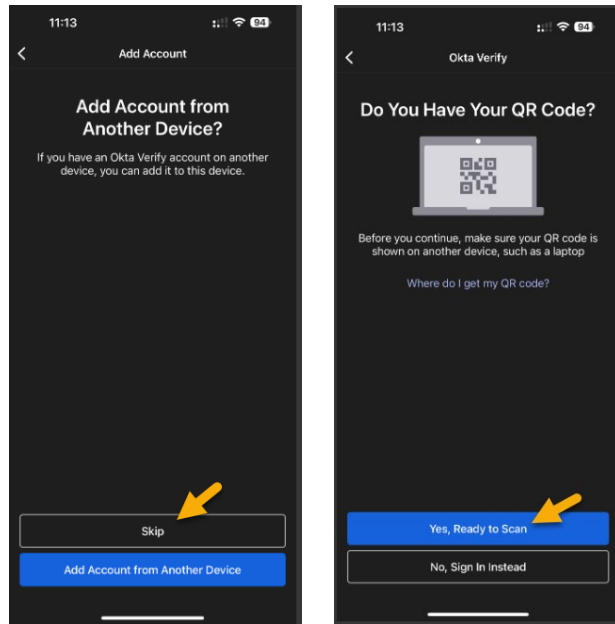 11:13
94
Add Account
Add Account from
Another Device?
If you have an Okta Verify account on another
device, you can add it to this device.
Skip
Add Account from Another Device
11:13
94
Okta Verify
Do You Have Your QR Code?
Before you continue, make sure your QR code is
shown on another device, such as a laptop
Where do I get my QR code?
Yes, Ready to Scan
No, Sign In Instead